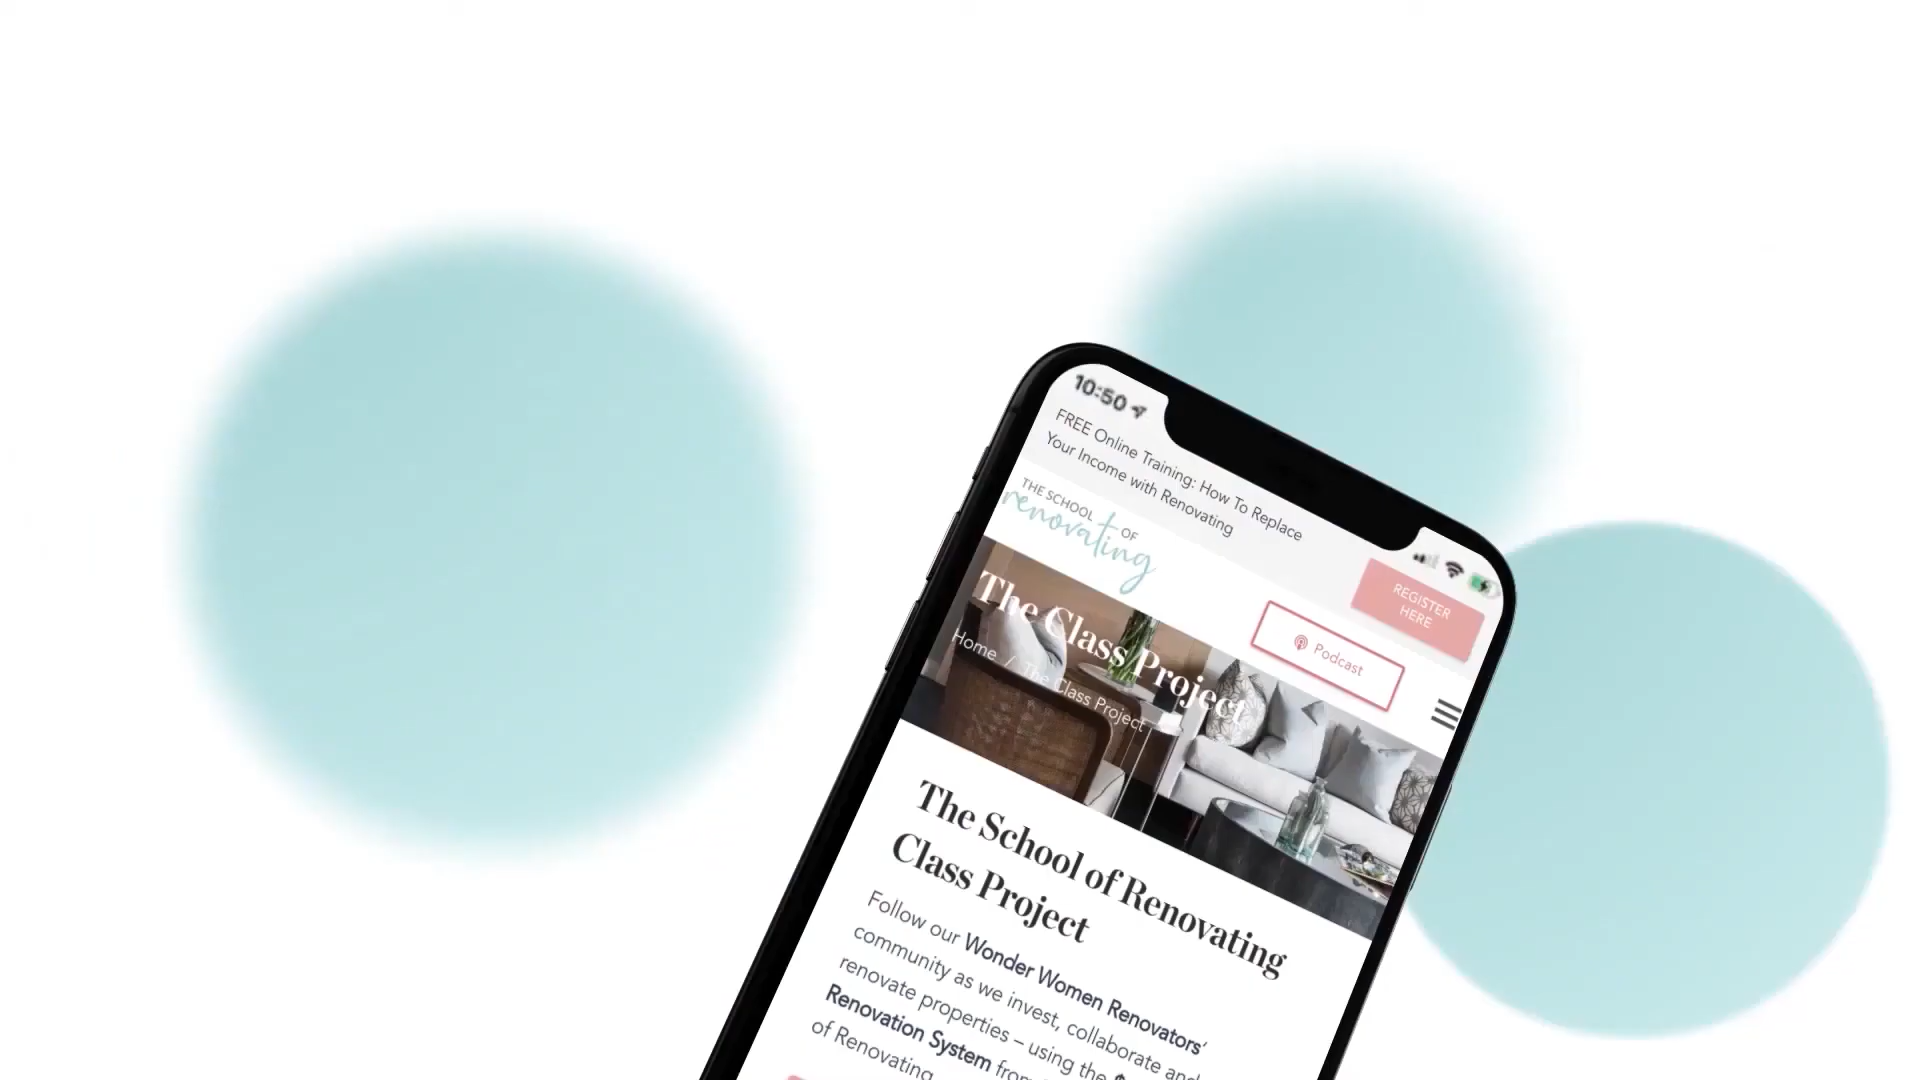 10:50
FREE Online Training: How To Replace
Your Income with Renovating
REGISTER
HERE
THE SCHOOL OF
renovating
Podcast
The Class Project
Home / The Class Project
The School of Renovating
Class Project
Follow our Wonder Women Renovators'
community as we invest, collaborate and
renovate properties – using the
Renovation System from
of Renovating